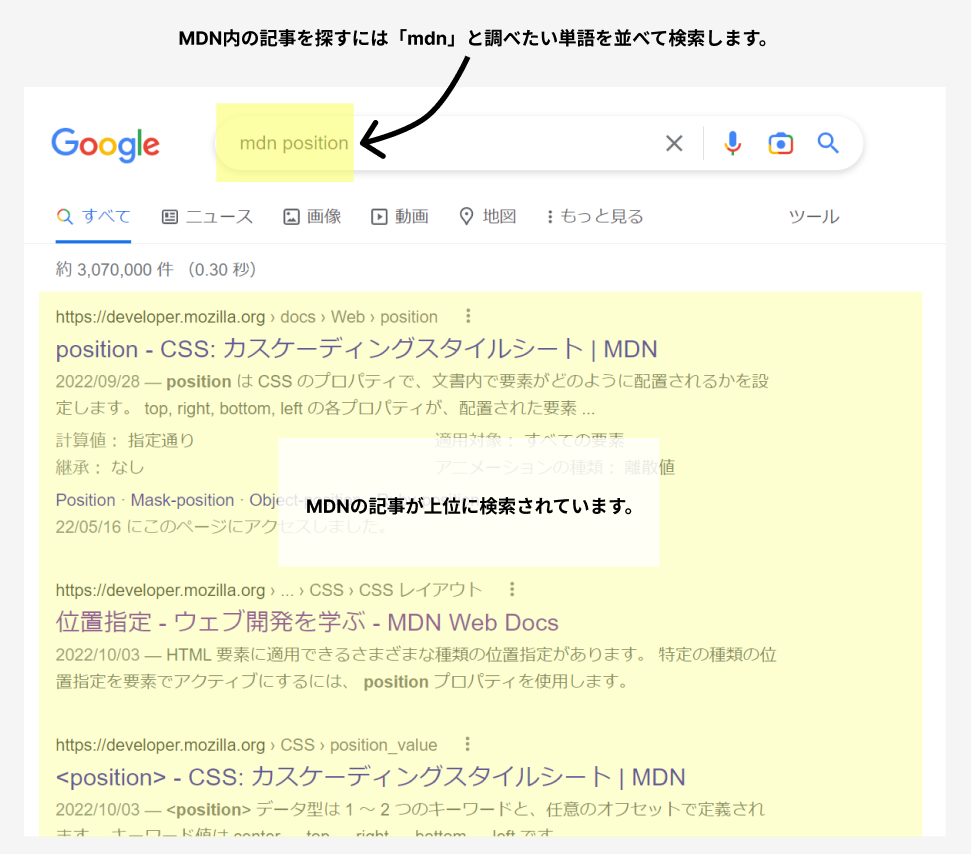 MDN内の記事を探すには「mdn」と調べたい単語を並べて検索します。
Google
mdn position
すべて ニュース 画像 動画 地図 もっと見る ツール
約 3,070,000 件 （0.30 秒）
https://developer.mozilla.org › docs › Web › position
position - CSS: カスケーディングスタイルシート | MDN
2022/09/28 — position は CSS のプロパティで、文書内で要素がどのように配置されるかを設
定します。 top, right, bottom, left の各プロパティが、配置された要素 ...
計算値： 指定通り 適用対象： すべての要素
継承： なし アニメーションの種類： 離散値
Position · Mask-position · Object-position
MDNの記事が上位に検索されています。
22/05/16 にこのページにアクセスしました。
https://developer.mozilla.org › ... › CSS › CSS レイアウト
位置指定 - ウェブ開発を学ぶ - MDN Web Docs
2022/10/03 — HTML 要素に適用できるさまざまな種類の位置指定があります。 特定の種類の位
置指定を要素でアクティブにするには、 position プロパティを使用します。
https://developer.mozilla.org › CSS › position_value
<position> - CSS: カスケーディングスタイルシート | MDN
2022/10/03 — <position> データ型は 1 ～ 2 つのキーワードと、任意のオフセットで定義され
ます。 キーワード値は center 、 top 、 right 、 bottom 、 left です。